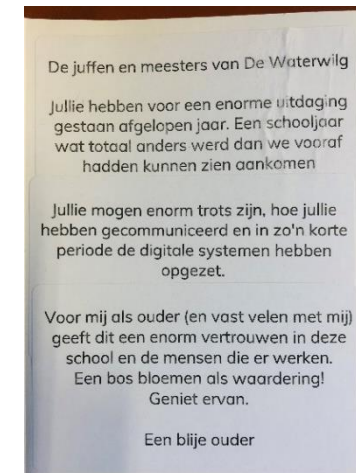 De juffen en meesters van De Waterwilg
Jullie hebben voor een enorme uitdaging
gestaan afgelopen jaar. Een schooljaar
wat totaal anders werd dan we vooraf
hadden kunnen zien aankomen
Jullie mogen enorm trots zijn, hoe jullie
hebben gecommuniceerd en in zo'n korte
periode de digitale systemen hebben
opgezet.
Voor mij als ouder (en vast velen met mij)
geeft dit een enorm vertrouwen in deze
school en de mensen die er werken.
Een bos bloemen als waardering!
Geniet ervan.
Een blije ouder